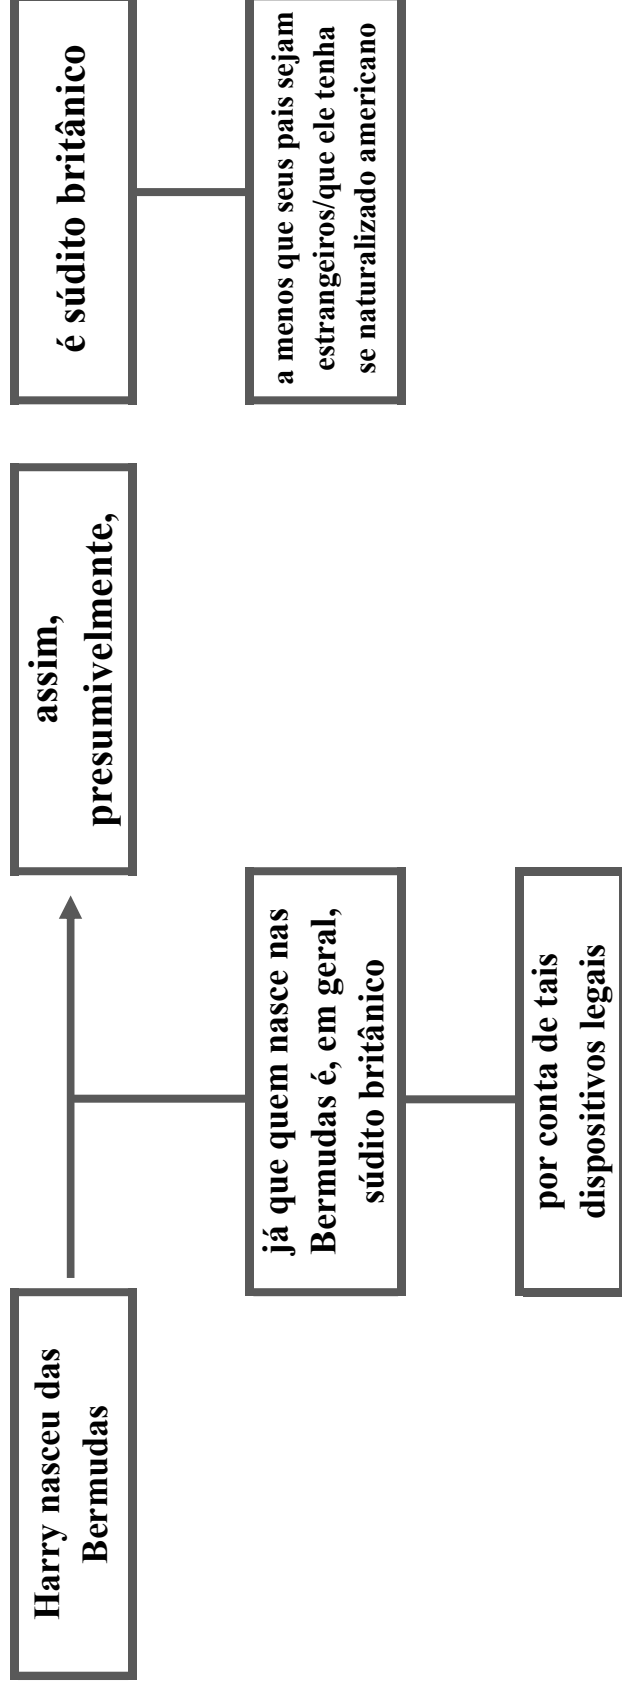 Harry nasceu das
Bermudas
já que quem nasce nas
Bermudas é, em geral,
súdito britânico
por conta de tais
dispositivos legais
assim,
presumivelmente,
é súdito britânico
a menos que seus pais sejam
estrangeiros/que ele tenha
se naturalizado americano